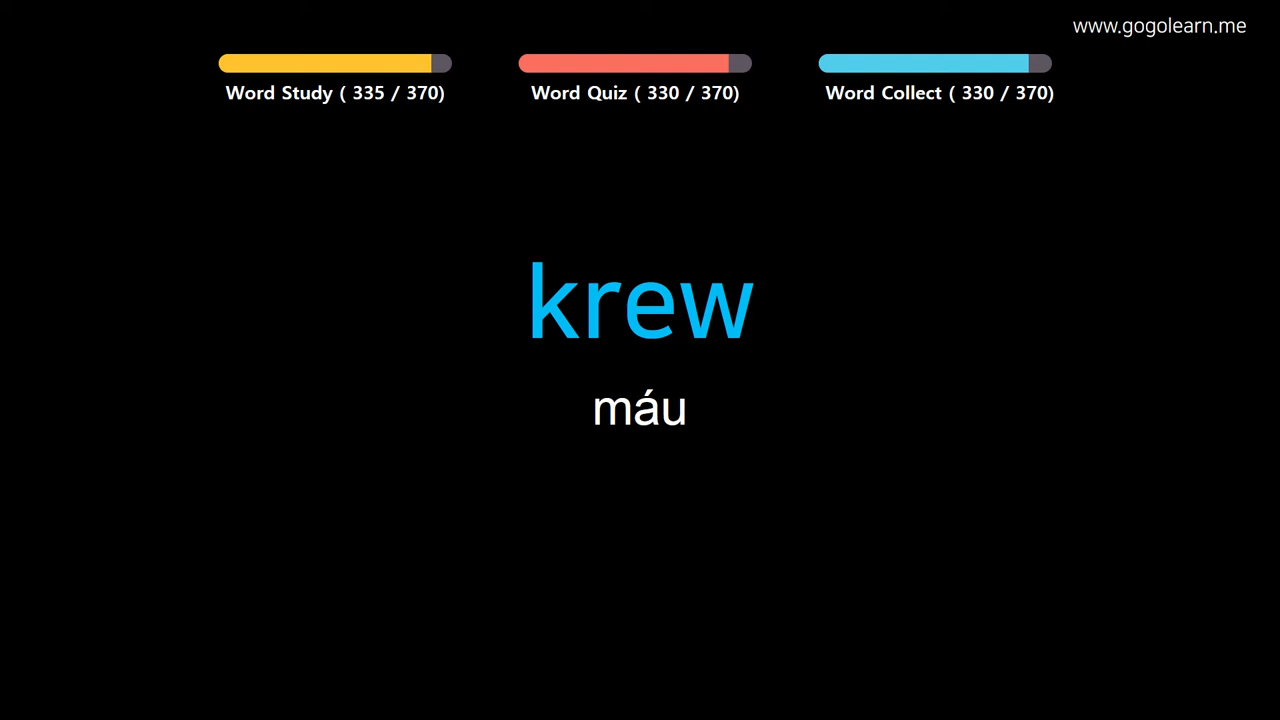 www.gogolearn.me
Word Study ( 335 / 370)
Word Quiz ( 330 / 370)
Word Collect ( 330 / 370)
krew
máu